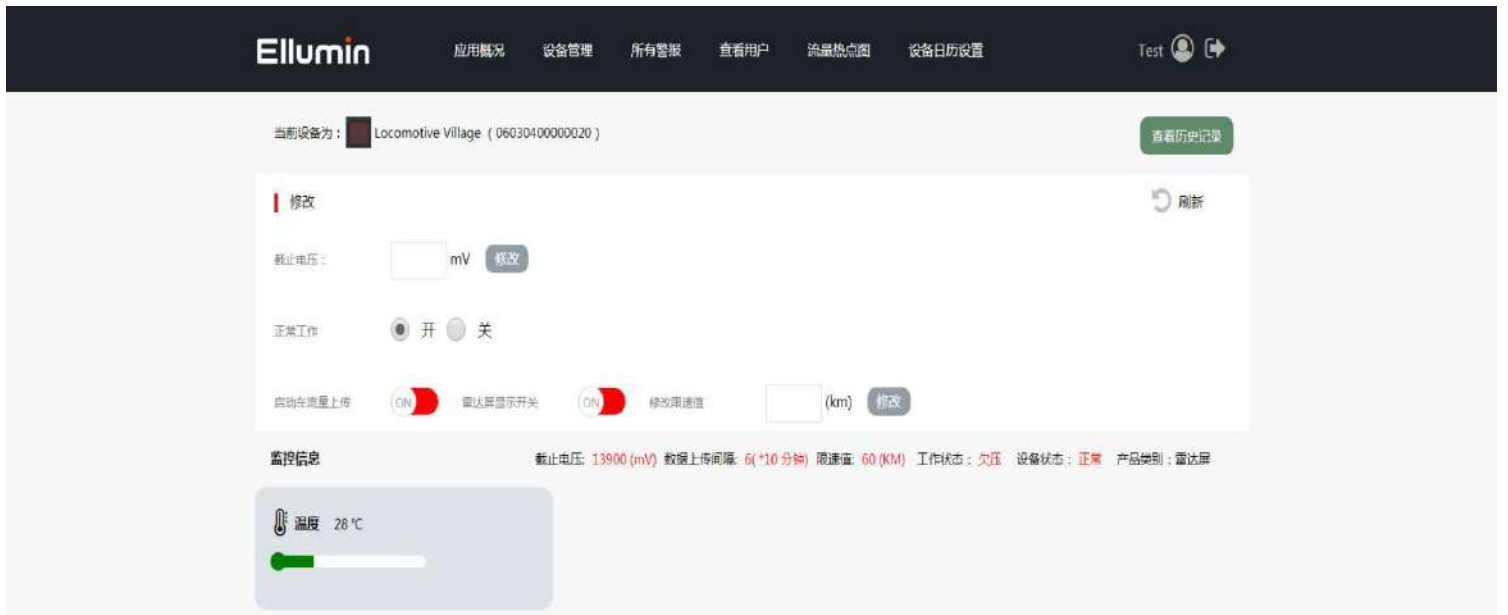 Ellumin 应用概况 设备管理 所有警报 查看用户 流量热点图 设备日历设置 Test
当前设备为： Locomotive Village ( 06030400000020 ) 查看历史记录
修改 刷新
截止电压： mV 修改
正常工作 开 关
启动车流量上传 ON 雷达屏显示开关 ON 修改限速值 (km) 修改
监控信息 截止电压: 13900 (mV) 数据上传间隔: 6( *10 分钟) 限速值: 60 (KM) 工作状态 : 欠压 设备状态 : 正常 产品类别 : 雷达屏
温度 28 ℃